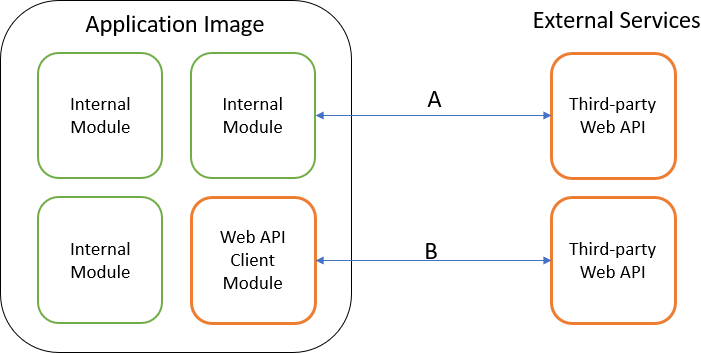 Application Image
External Services
Internal
Module
Internal
Module
A
Third-party
Web API
Internal
Module
Web API
Client
Module
B
Third-party
Web API